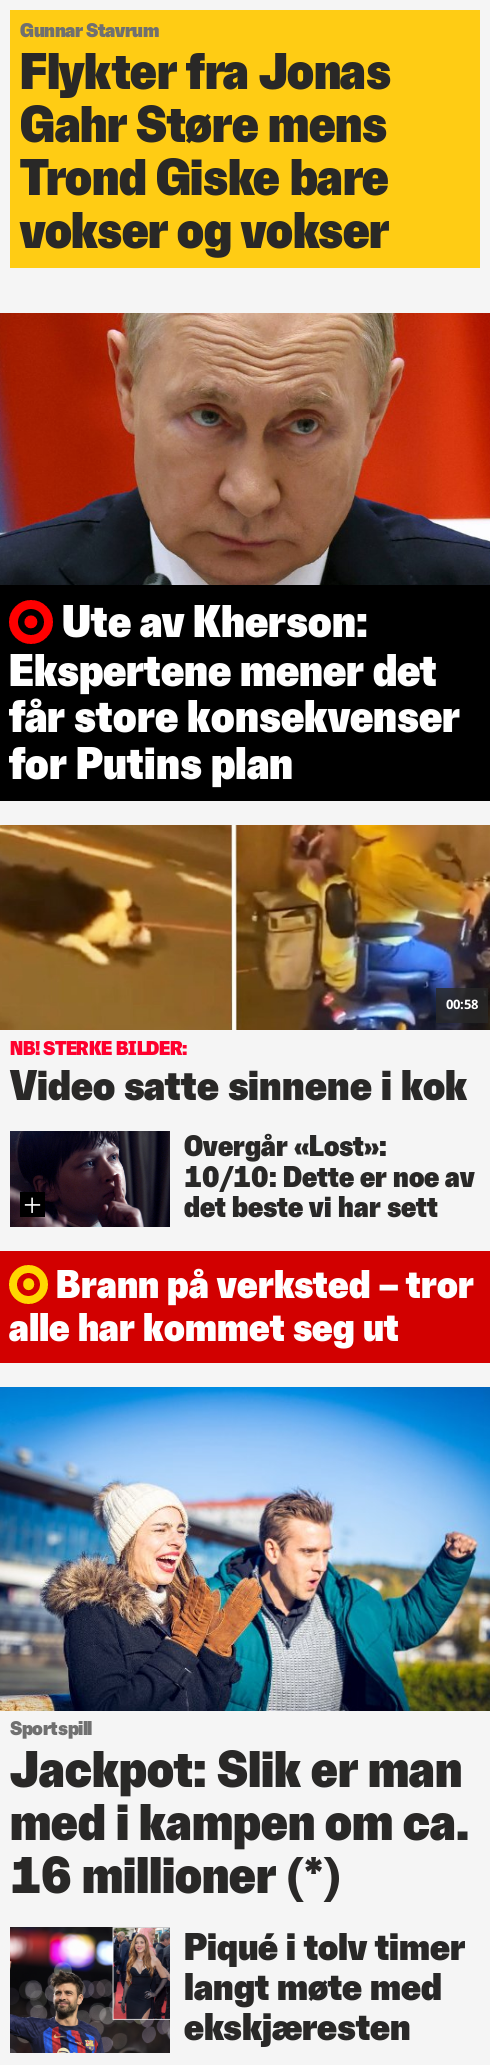 Gunnar Stavrum
Flykter fra Jonas
Gahr Støre mens
Trond Giske bare
vokser og vokser
Ute av Kherson:
Ekspertene mener det
får store konsekvenser
for Putins plan
00:58
NB! STERKE BILDER:
Video satte sinnene i kok
Overgår «Lost»:
10/10: Dette er noe av
det beste vi har sett
Brann på verksted – tror
alle har kommet seg ut
Sportspill
Jackpot: Slik er man
med i kampen om ca.
16 millioner (*)
Piqué i tolv timer
langt møte med
ekskjæresten